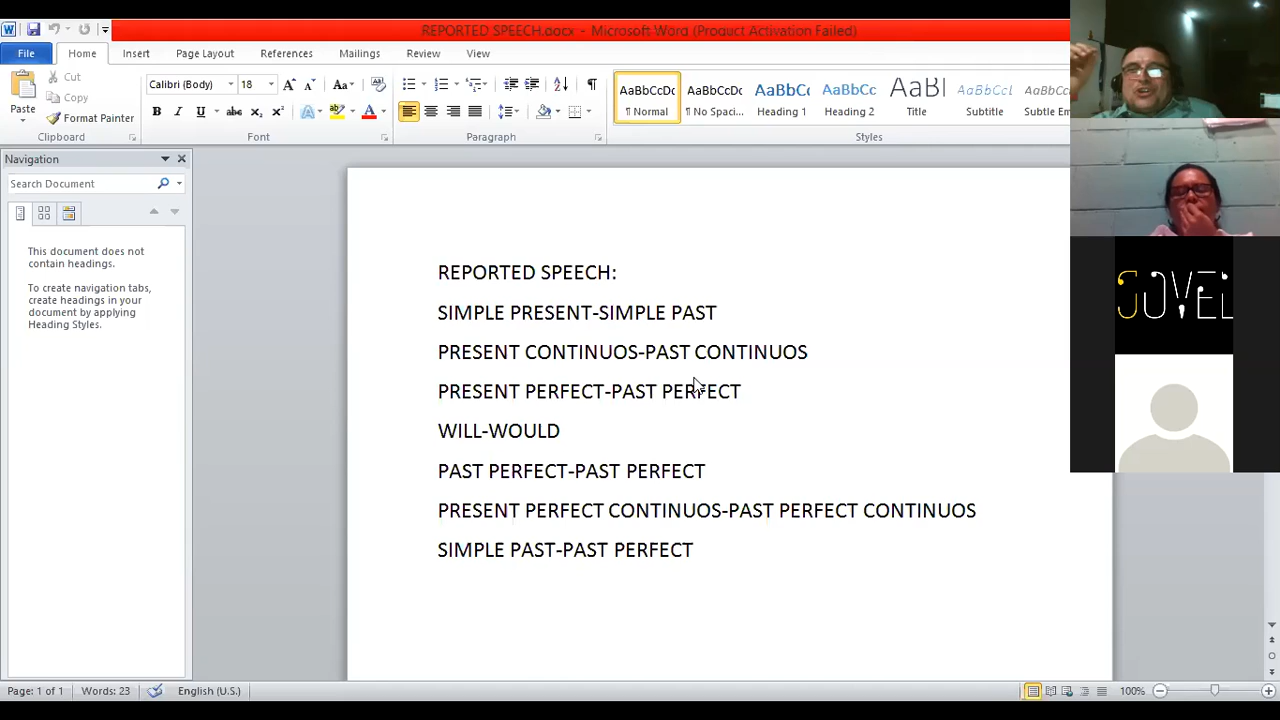 REPORTED SPEECH.docx - Microsoft Word (Product Activation Failed)
File Home Insert Page Layout References Mailings Review View
Paste
Cut
Copy
Format Painter
Clipboard
Calibri (Body) 18
Font
Paragraph
AaBbCcDc AaBbCcDc AaBbCc AaBbCc AaBl AaBbCcl AaBbCcD
¶ Normal ¶ No Spaci... Heading 1 Heading 2 Title Subtitle Subtle Em
Styles
Navigation
Search Document
This document does not
contain headings.
To create navigation tabs,
create headings in your
document by applying
Heading Styles.
REPORTED SPEECH:
SIMPLE PRESENT-SIMPLE PAST
PRESENT CONTINUOS-PAST CONTINUOS
PRESENT PERFECT-PAST PERFECT
WILL-WOULD
PAST PERFECT-PAST PERFECT
PRESENT PERFECT CONTINUOS-PAST PERFECT CONTINUOS
SIMPLE PAST-PAST PERFECT
Page: 1 of 1 Words: 23 English (U.S.) 100%